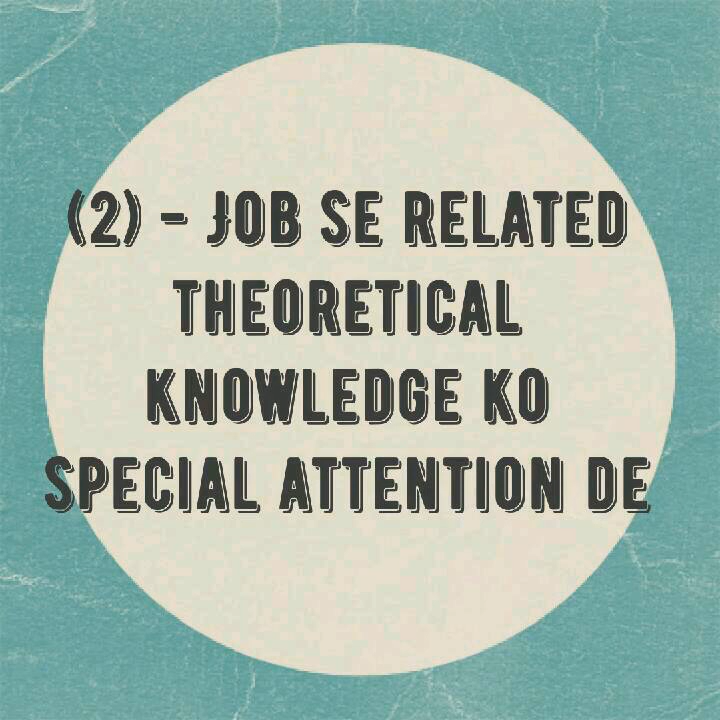 (2) - JOB SE RELATED
THEORETICAL
KNOWLEDGE KO
SPECIAL ATTENTION DE